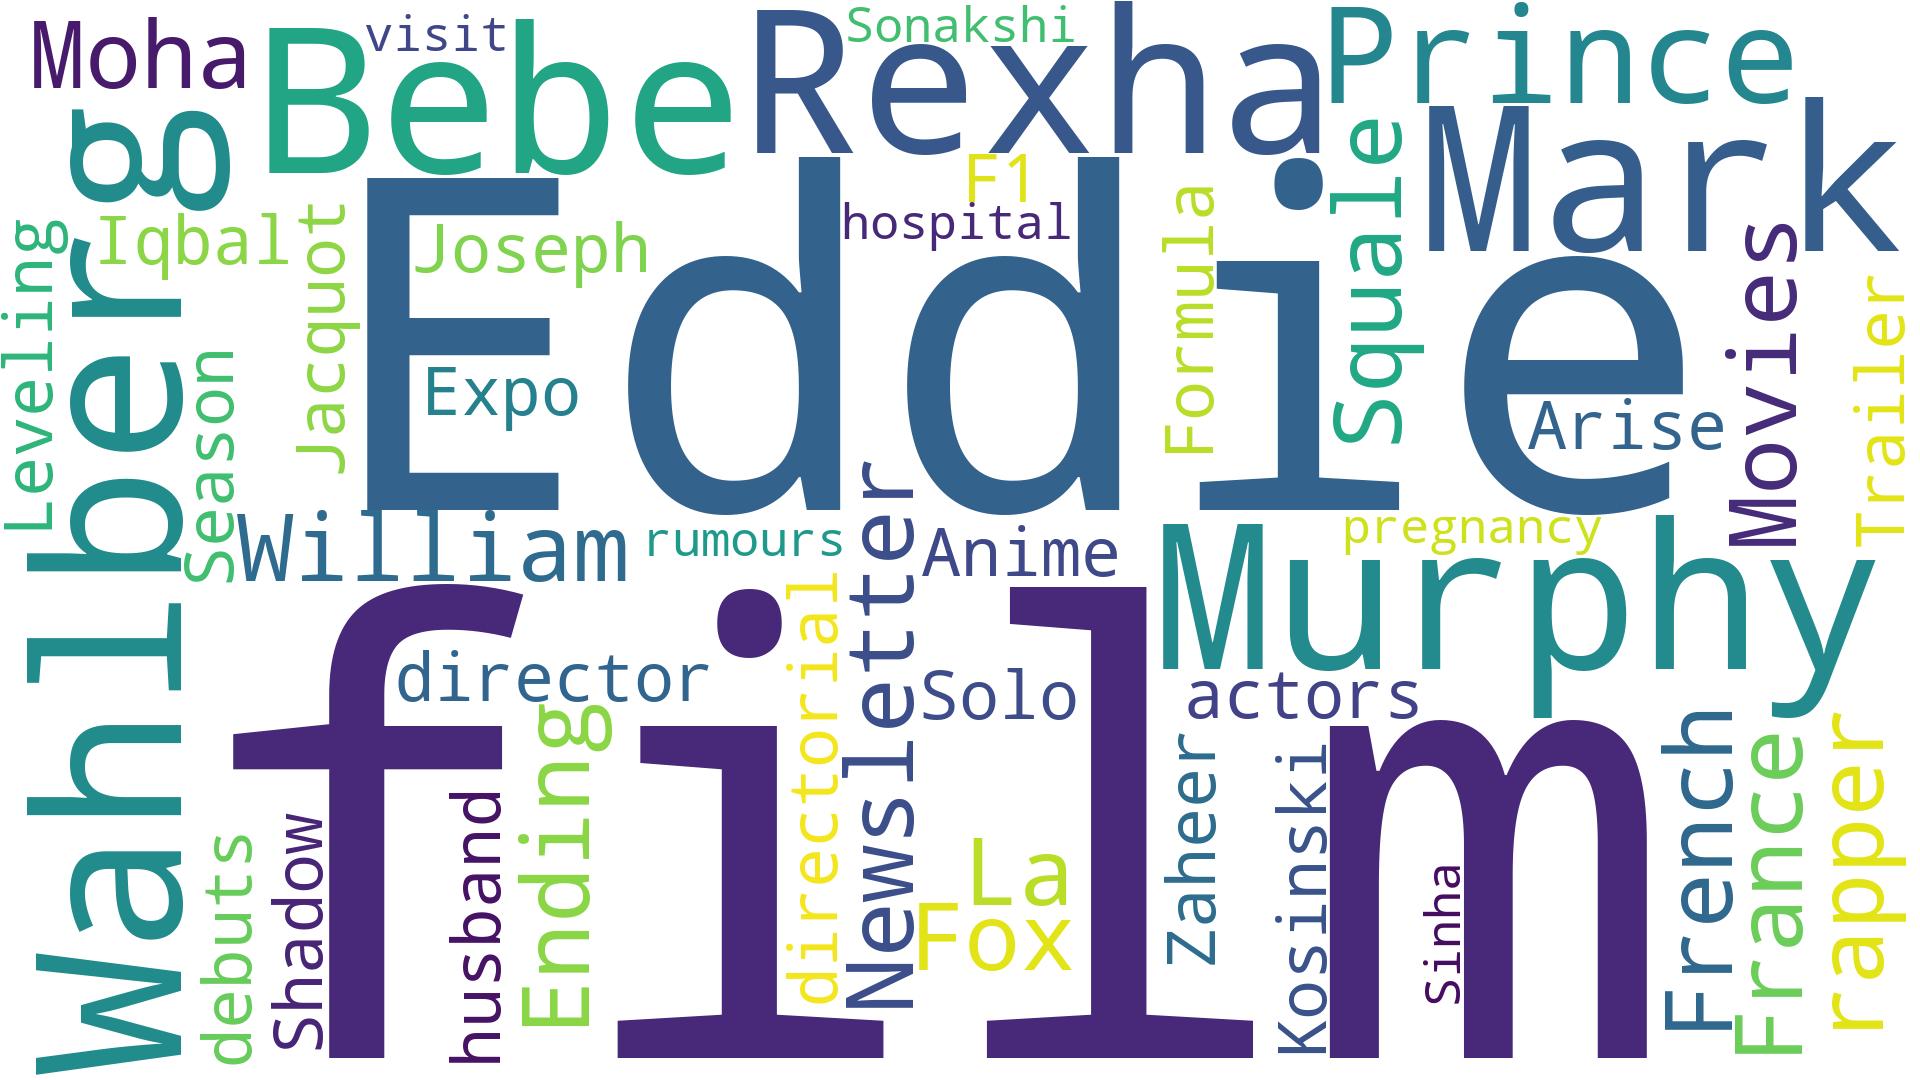 Moha
visit
Bebe
Rexha
Sonakshi
Prince
Mark
Wahlberg
Eddie
F1
hospital
Iqbal
Jacquot
Joseph
Formula
Square
Movies
Trailer
Leveling
Season
Expo
Arise
William
rumours
Newsletter
Anime
pregnancy
Murphy
film
director
directorial
Solo
actors
Ending
Shadow
debuts
husband
La
Fox
Zaheer
Kosinski
Sinha
French
France
rapper